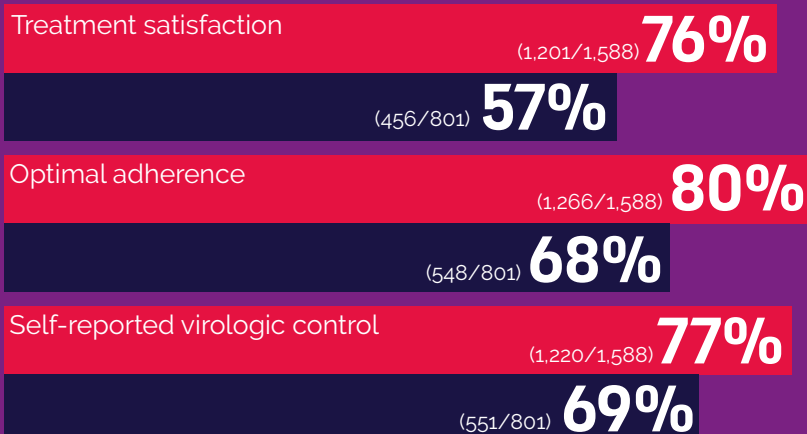 Treatment satisfaction
(1,201/1,588) 76%
(456/801) 57%
Optimal adherence
(1,266/1,588) 80%
(548/801) 68%
Self-reported virologic control
(1,220/1,588) 77%
(551/801) 69%